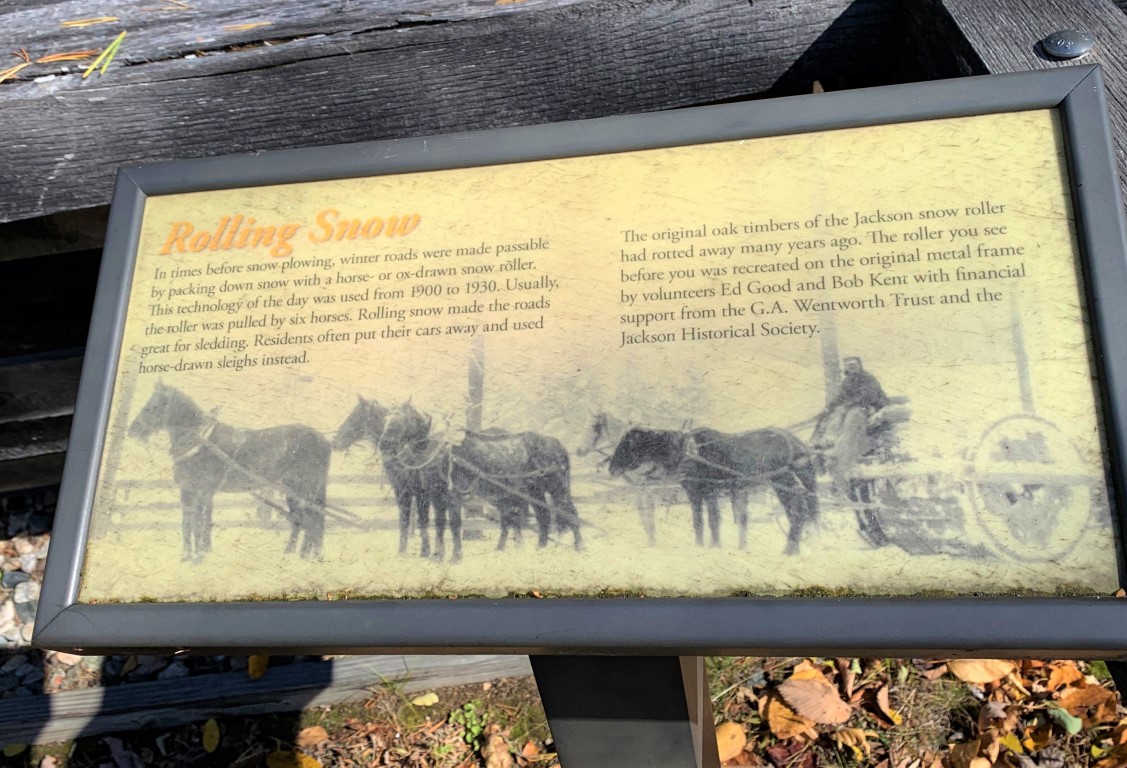 Rolling Snow
In times before snow plowing, winter roads were made passable
by packing down snow with a horse- or ox-drawn snow roller.
This technology of the day was used from 1900 to 1930. Usually,
the roller was pulled by six horses. Rolling snow made the roads
great for sledding. Residents often put their cars away and used
horse-drawn sleighs instead.
The original oak timbers of the Jackson snow roller
had rotted away many years ago. The roller you see
before you was recreated on the original metal frame
by volunteers Ed Good and Bob Kent with financial
support from the G.A. Wentworth Trust and the
Jackson Historical Society.